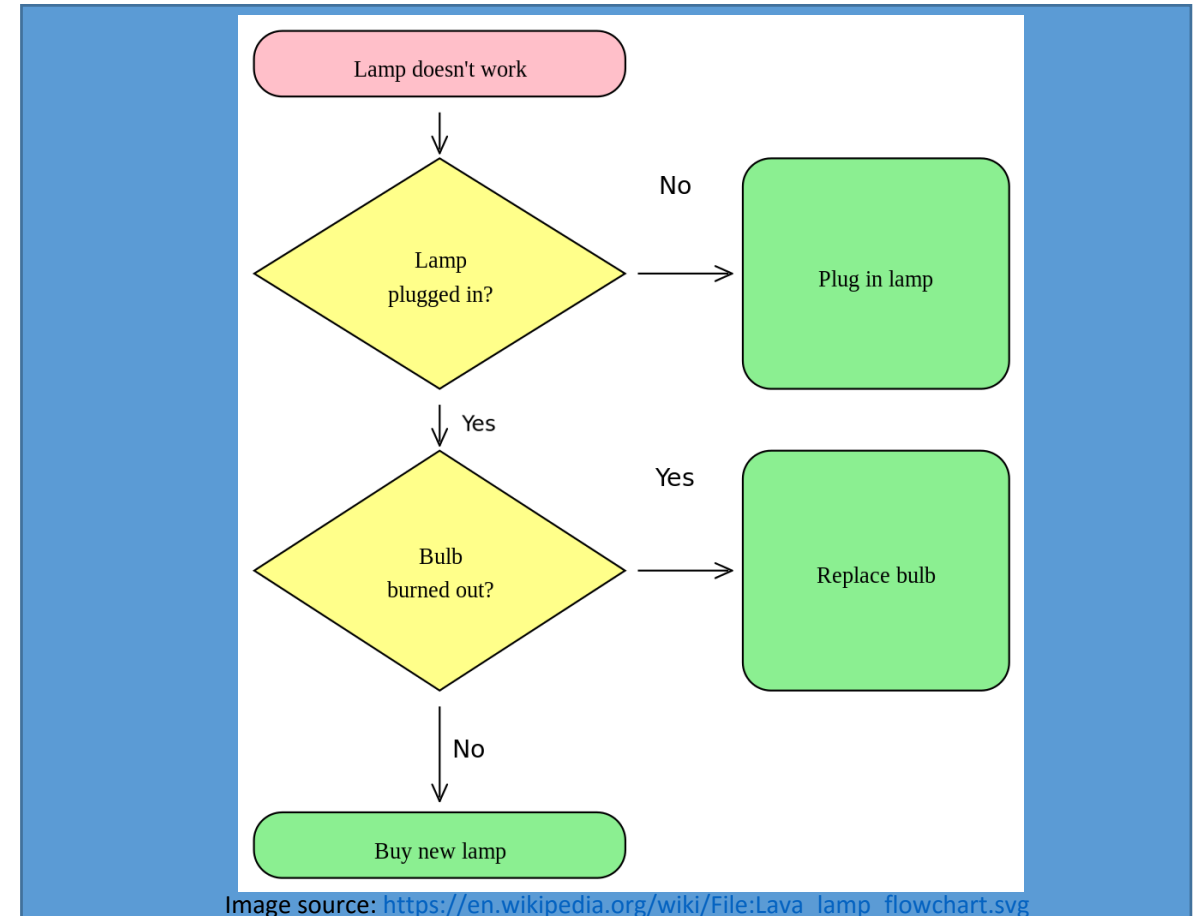 Lamp doesn't work
No
Lamp
plugged in?
Plug in lamp
Yes
Yes
Bulb
burned out?
Replace bulb
No
Buy new lamp
Image source: https://en.wikipedia.org/wiki/File:Lava_lamp_flowchart.svg